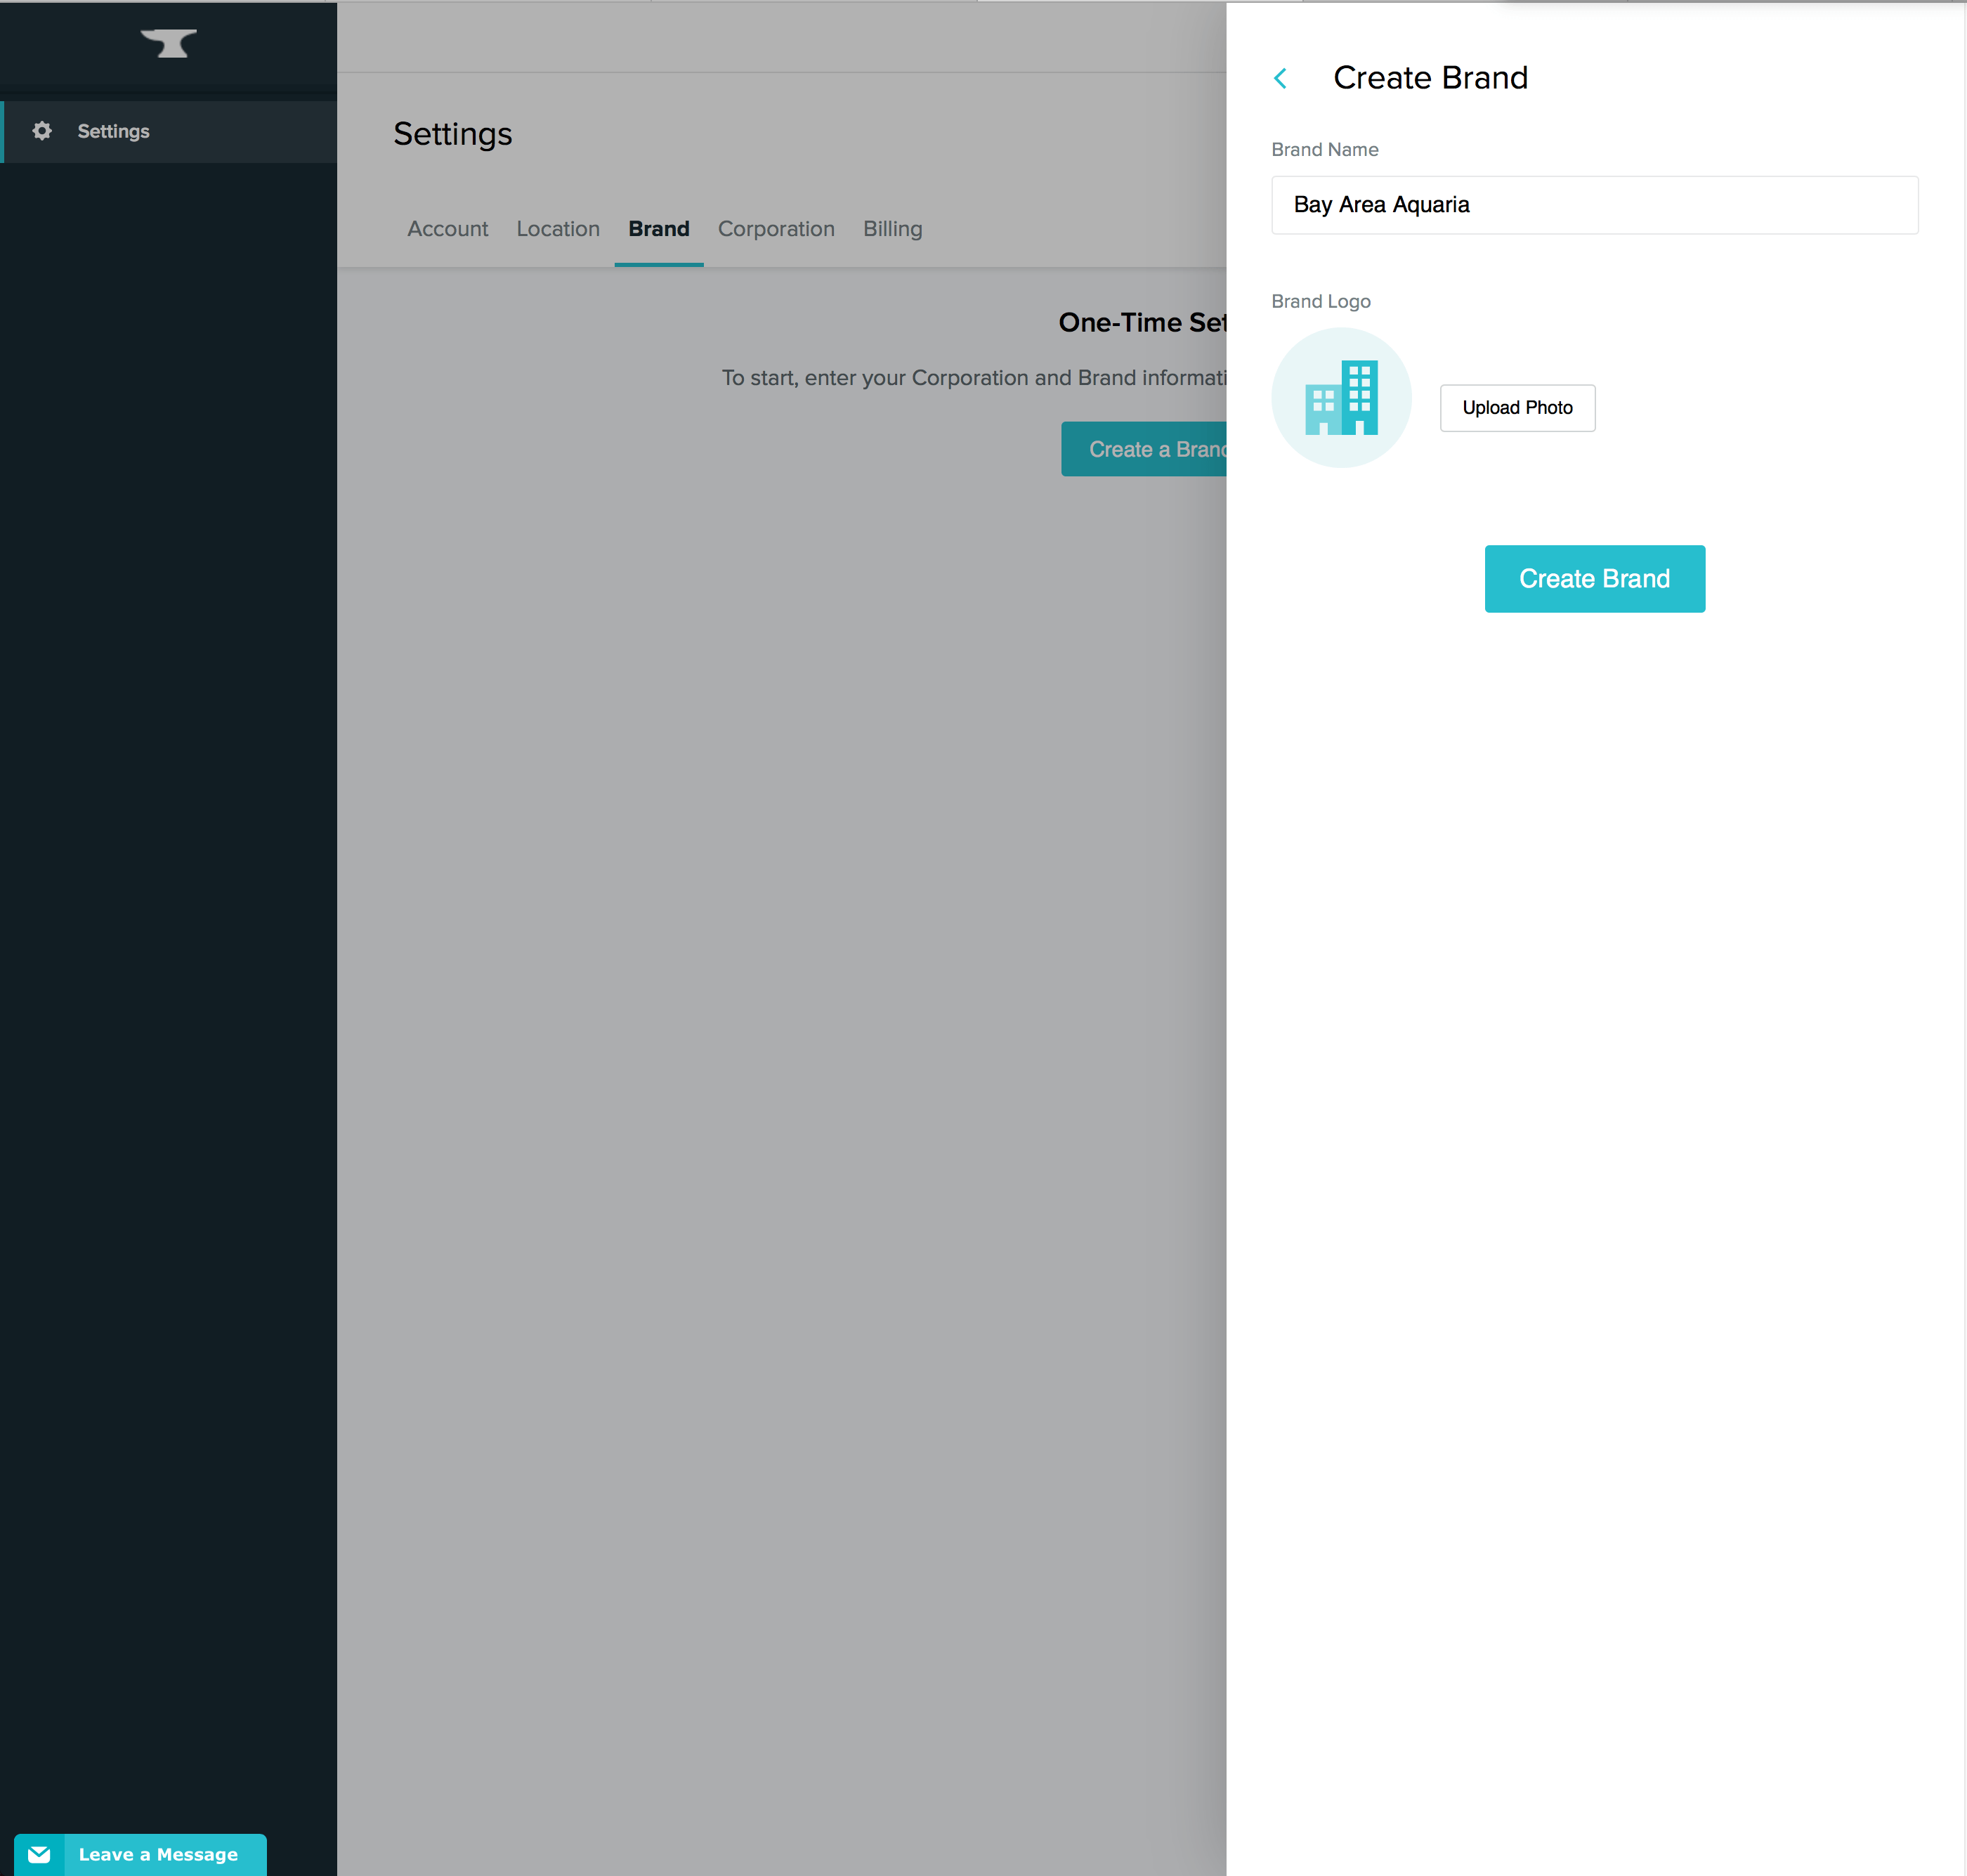 Settings
Settings
Account Location Brand Corporation Billing
One-Time Set
To start, enter your Corporation and Brand informati
Create a Brand
Create Brand
Brand Name
Bay Area Aquaria
Brand Logo
Upload Photo
Create Brand
Leave a Message